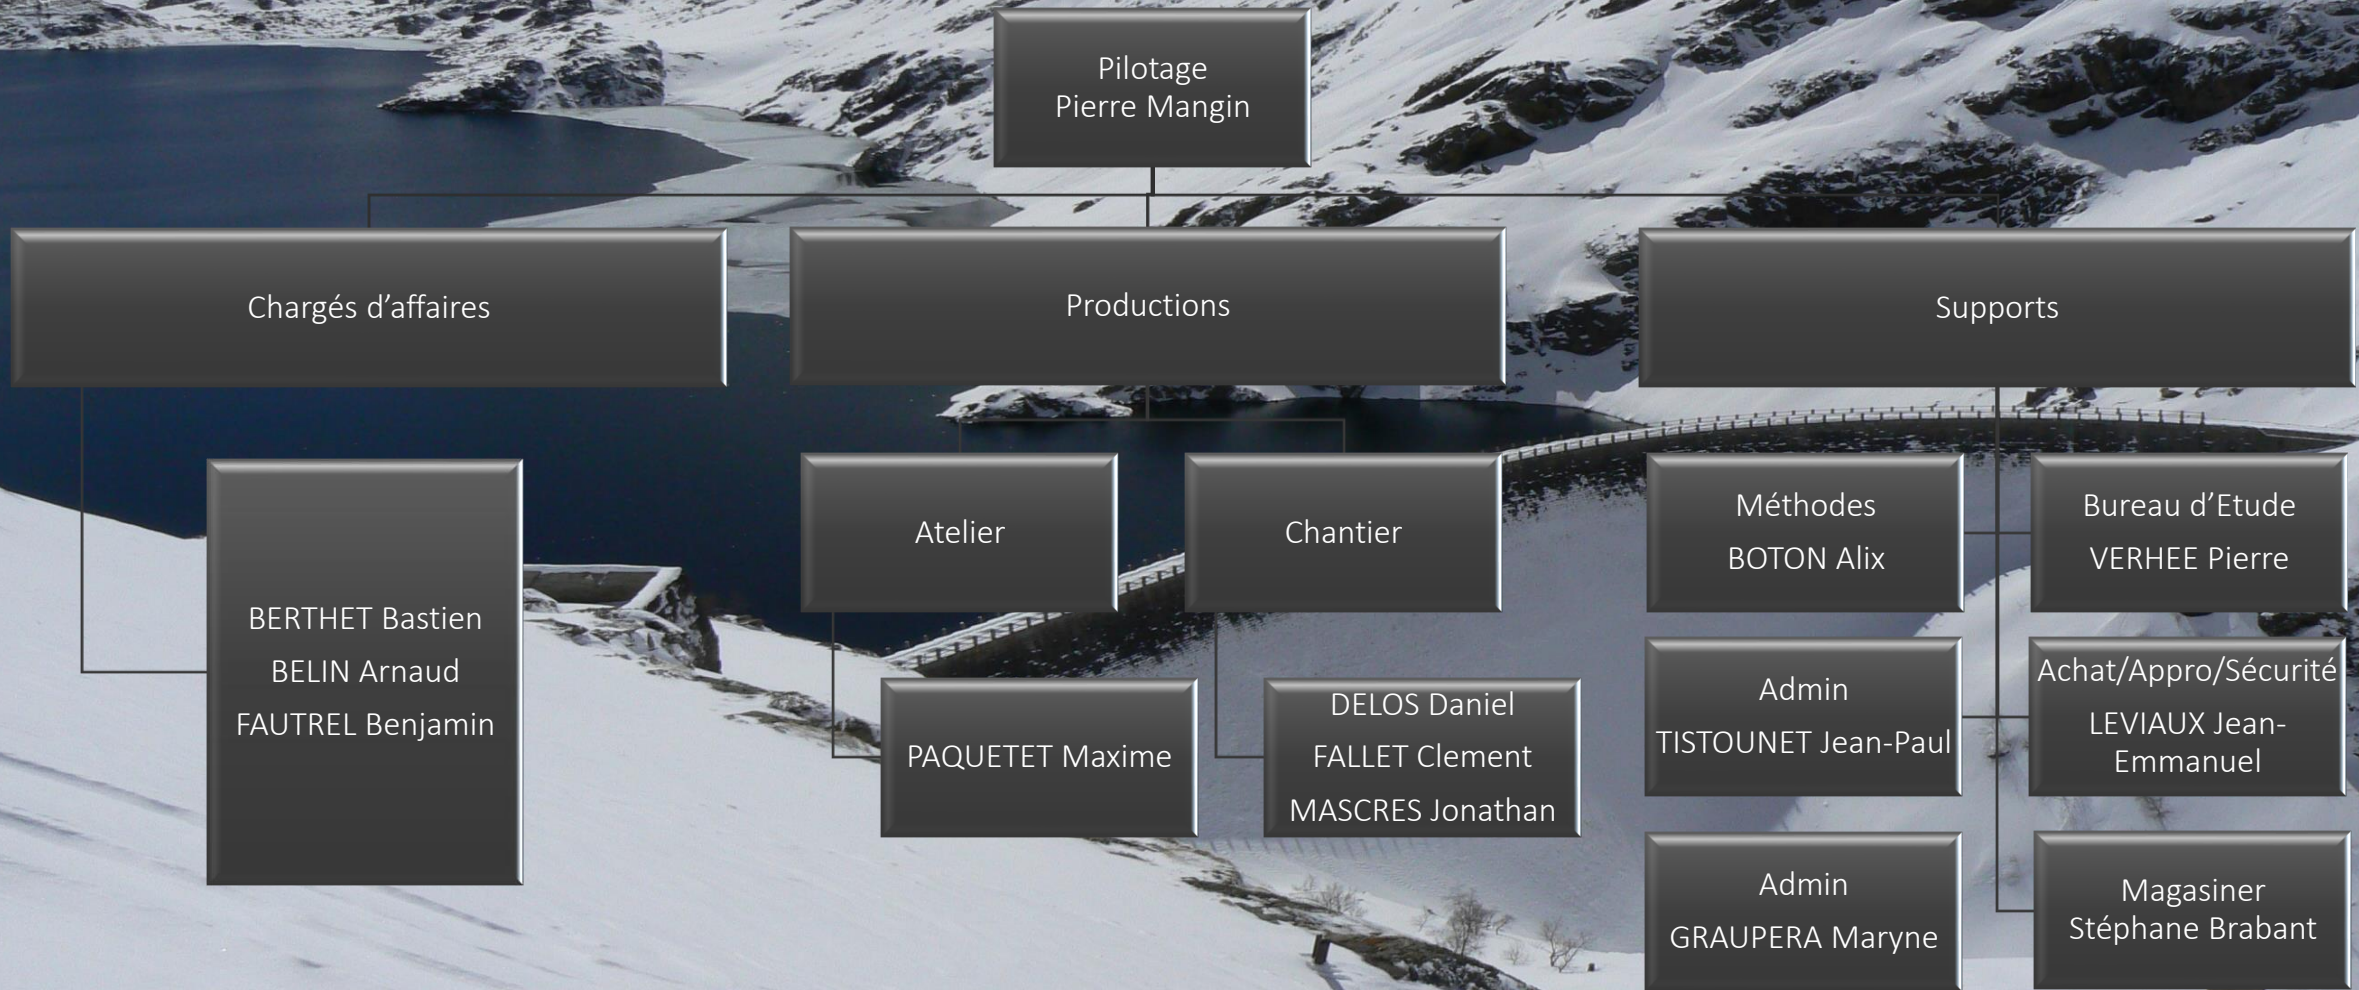 Pilotage
Pierre Mangin
Chargés d’affaires
Productions
Supports
BERTHET Bastien
BELIN Arnaud
FAUTREL Benjamin
Atelier
PAQUETET Maxime
Chantier
DELOS Daniel
FALLET Clement
MASCRES Jonathan
Méthodes
BOTON Alix
Bureau d’Etude
VERHEE Pierre
Admin
TISTOUNET Jean-Paul
Achat/Appro/Sécurité
LEVIAUX Jean-
Emmanuel
Admin
GRAUPERA Maryne
Magasiner
Stéphane Brabant